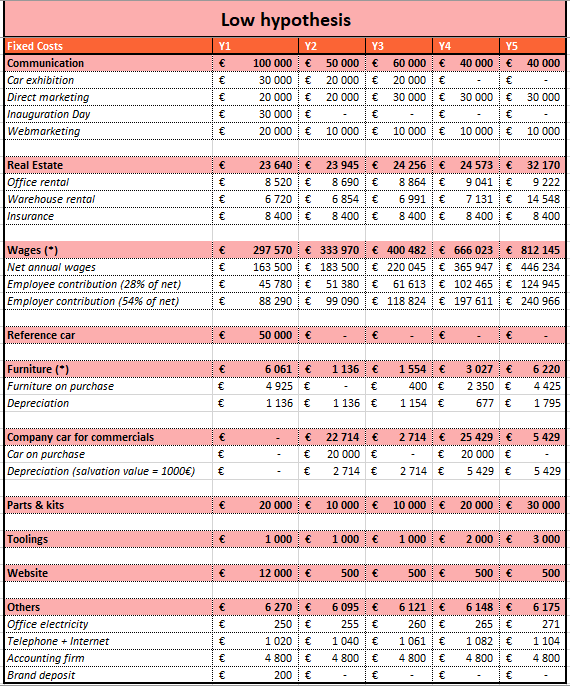 Low hypothesis
Fixed Costs Y1 Y2 Y3 Y4 Y5
Communication € 100 000 € 50 000 € 60 000 € 40 000 € 40 000
Car exhibition € 30 000 € 20 000 € 20 000 € - € -
Direct marketing € 20 000 € 20 000 € 30 000 € 30 000 € 30 000
Inauguration Day € 30 000 € - € - € - € -
Webmarketing € 20 000 € 10 000 € 10 000 € 10 000 € 10 000
Real Estate € 23 640 € 23 945 € 24 256 € 24 573 € 32 170
Office rental € 8 520 € 8 690 € 8 864 € 9 041 € 9 222
Warehouse rental € 6 720 € 6 854 € 6 991 € 7 131 € 14 548
Insurance € 8 400 € 8 400 € 8 400 € 8 400 € 8 400
Wages (*) € 297 570 € 333 970 € 400 482 € 666 023 € 812 145
Net annual wages € 163 500 € 183 500 € 220 045 € 365 947 € 446 234
Employee contribution (28% of net) € 45 780 € 51 380 € 61 613 € 102 465 € 124 945
Employer contribution (54% of net) € 88 290 € 99 090 € 118 824 € 197 611 € 240 966
Reference car € 50 000 € - € - € - € -
Furniture (*) € 6 061 € 1 136 € 1 554 € 3 027 € 6 220
Furniture on purchase € 4 925 € - € 400 € 2 350 € 4 425
Depreciation € 1 136 € 1 136 € 1 154 € 677 € 1 795
Company car for commercials € - € 22 714 € 2 714 € 25 429 € 5 429
Car on purchase € - € 20 000 € - € 20 000 € -
Depreciation (salvation value = 1000€) € - € 2 714 € 2 714 € 5 429 € 5 429
Parts & kits € 20 000 € 10 000 € 10 000 € 20 000 € 30 000
Toolings € 1 000 € 1 000 € 1 000 € 2 000 € 3 000
Website € 12 000 € 500 € 500 € 500 € 500
Others € 6 270 € 6 095 € 6 121 € 6 148 € 6 175
Office electricity € 250 € 255 € 260 € 265 € 271
Telephone + Internet € 1 020 € 1 040 € 1 061 € 1 082 € 1 104
Accounting firm € 4 800 € 4 800 € 4 800 € 4 800 € 4 800
Brand deposit € 200 € - € - € - € -